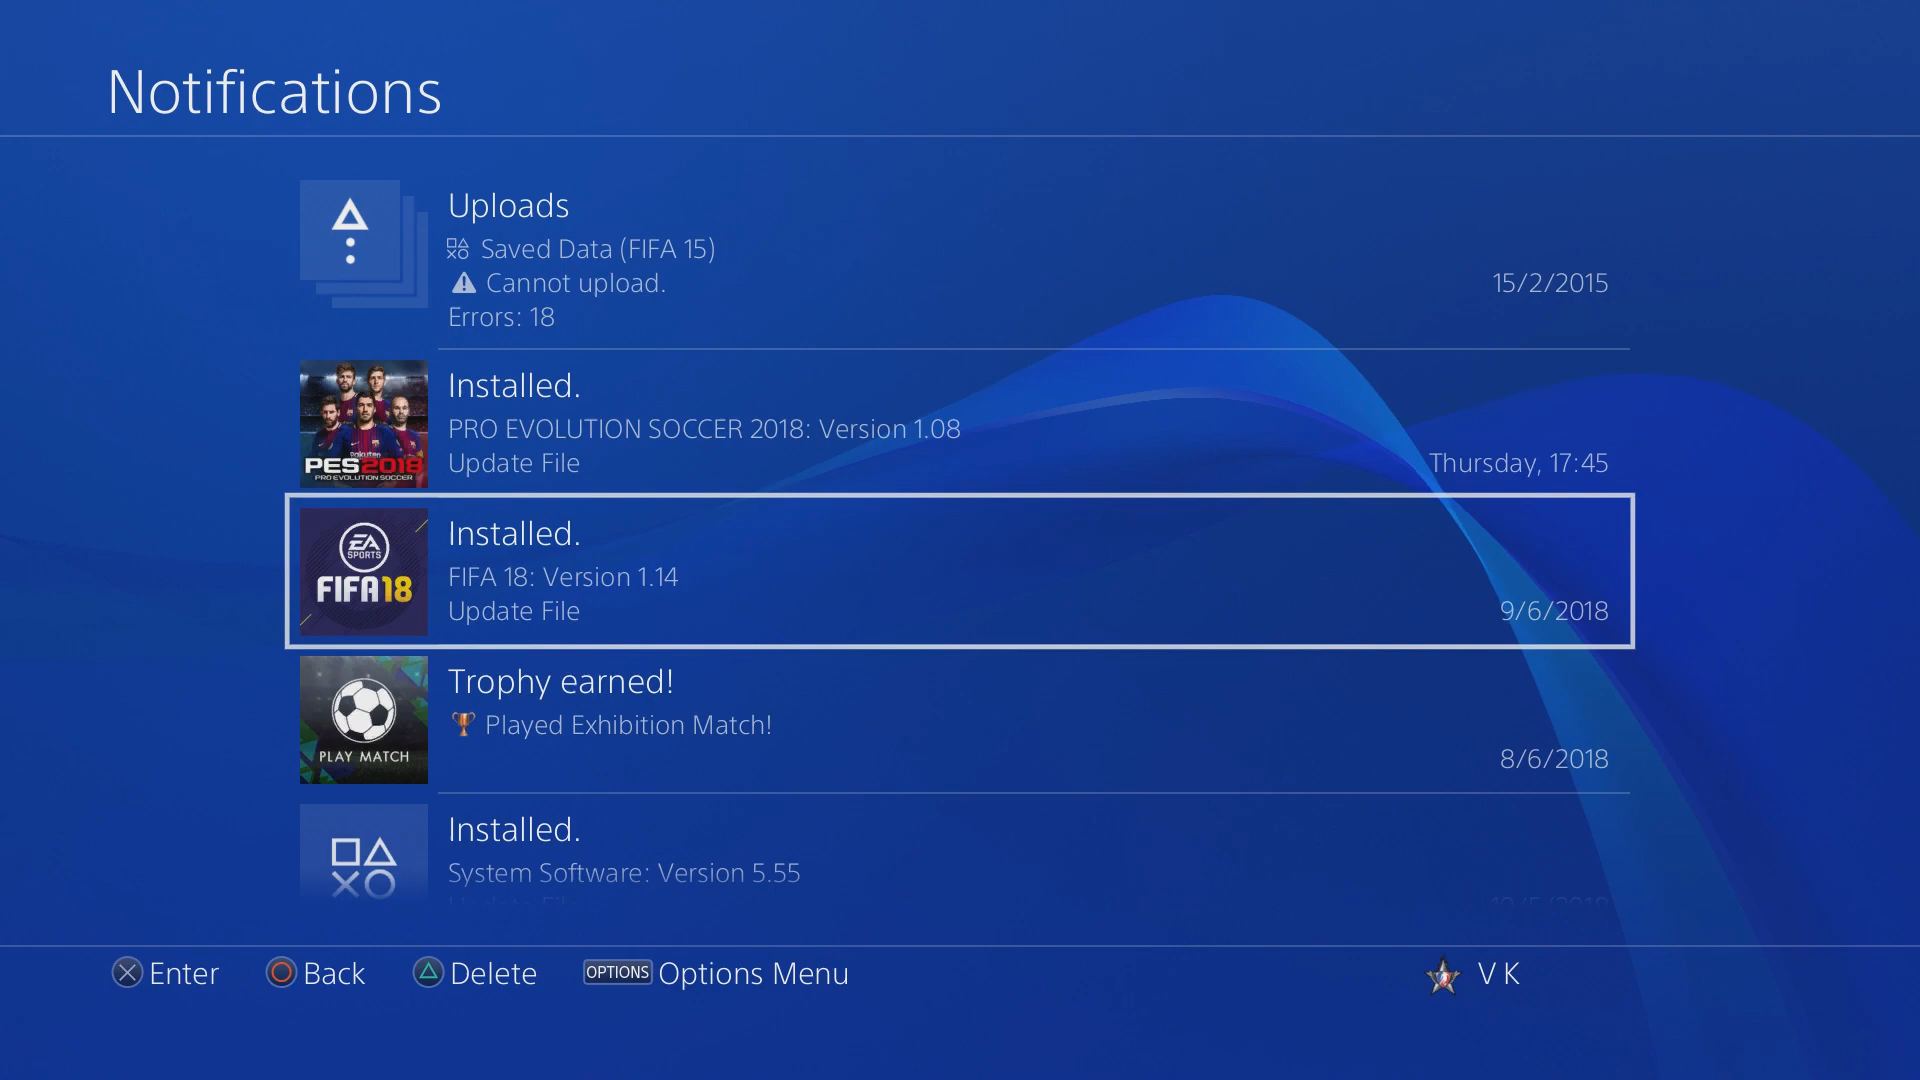 Notifications
Uploads
Saved Data (FIFA 15)
Cannot upload.
15/2/2015
Errors: 18
Rakuten
PES2018
PRO EVOLUTION SOCCER
Installed.
PRO EVOLUTION SOCCER 2018: Version 1.08
Update File
Thursday, 17:45
EA
SPORTS
FIFA18
Installed.
FIFA 18: Version 1.14
Update File
9/6/2018
PLAY MATCH
Trophy earned!
Played Exhibition Match!
8/6/2018
Installed.
System Software: Version 5.55
Update File
Enter
Back
Delete
OPTIONS Options Menu
V K